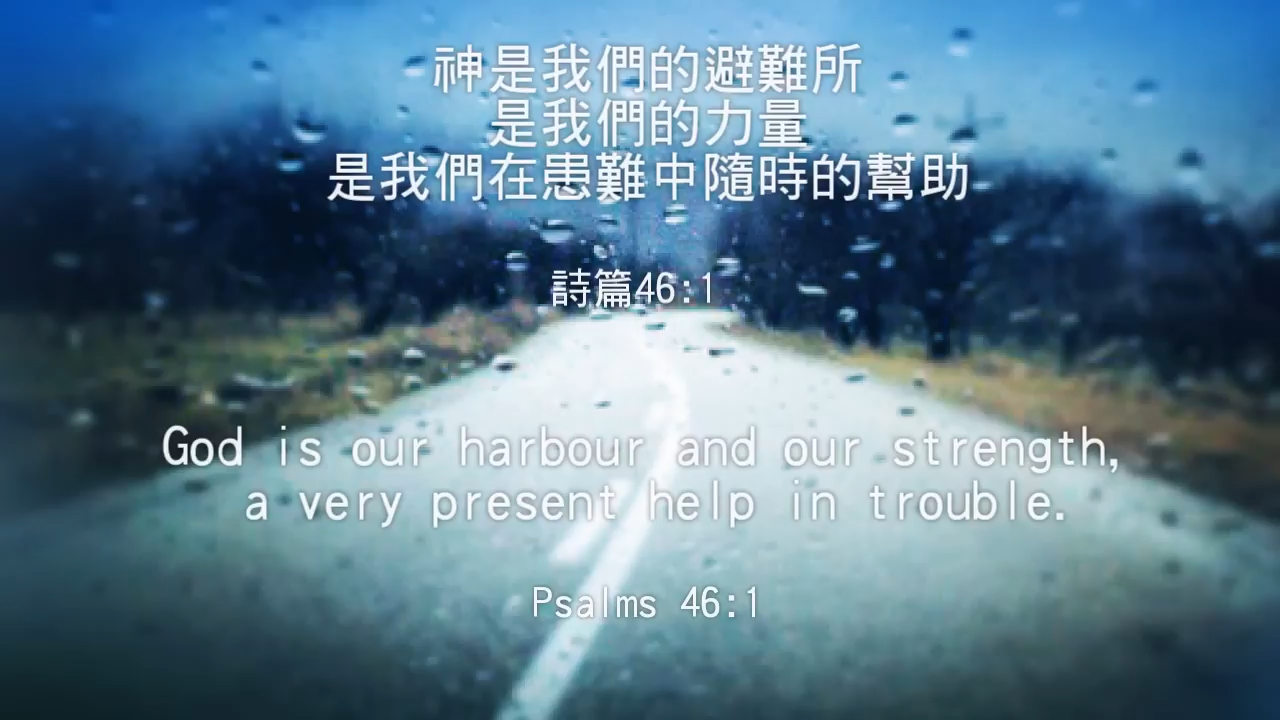 神是我們的避難所
是我們的力量
是我們在患難中隨時的幫助
詩篇46:1
God is our harbour and our strength,
a very present help in trouble.
Psalms 46:1